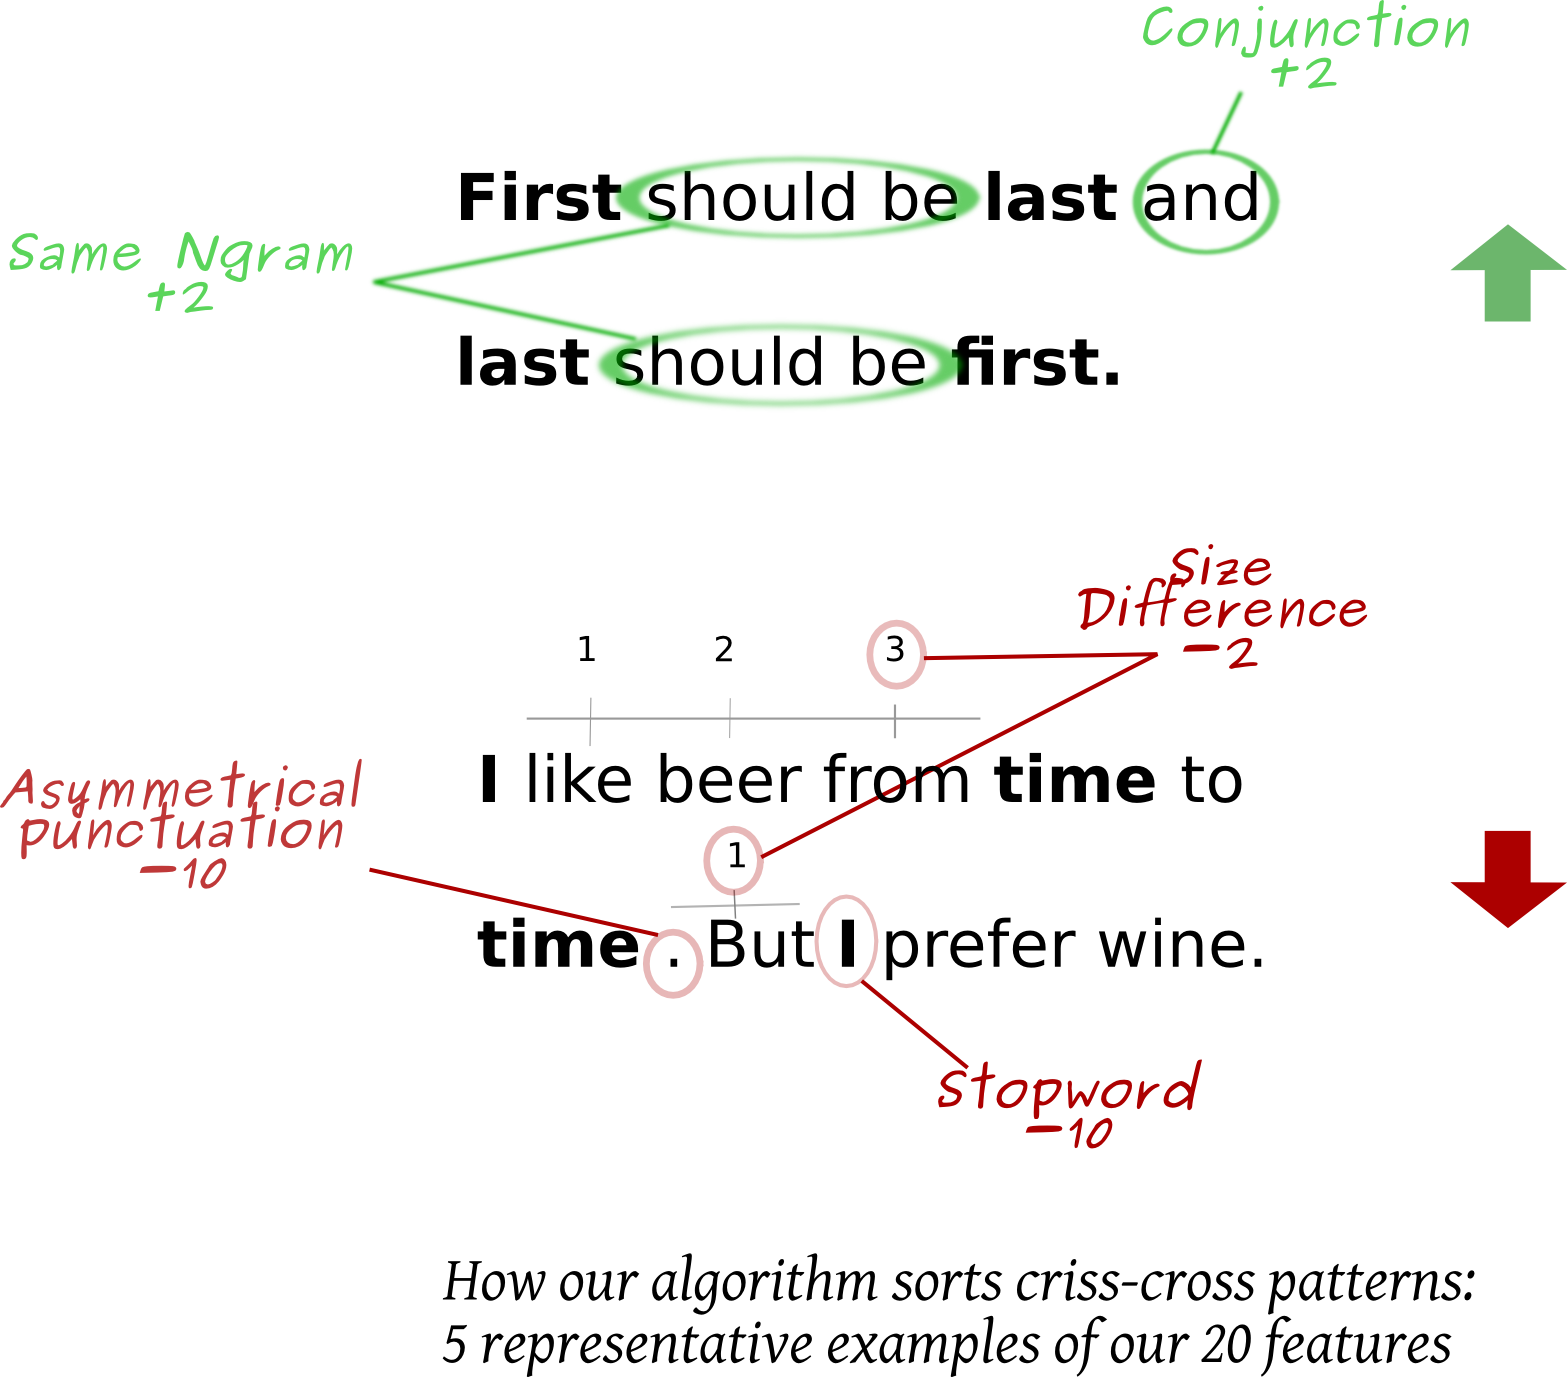 Conjunction
+2
First should be last and
Same Ngram
+2
last should be first.
Size
Difference
-2
1 2 3
I like beer from time to
Asymmetrical
punctuation
-10
1
time . But I prefer wine.
Stopword
-10
How our algorithm sorts criss-cross patterns:
5 representative examples of our 20 features